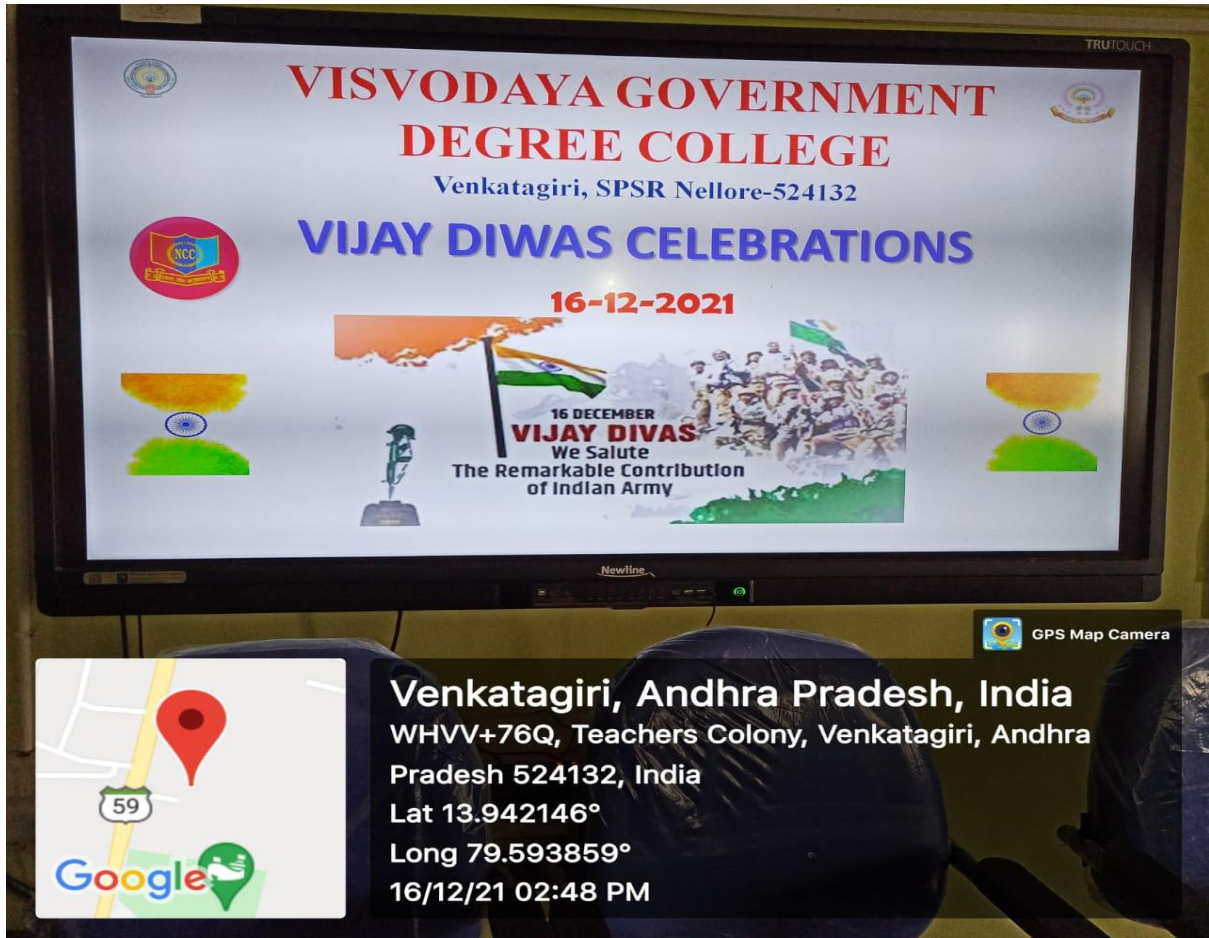 TRUTOUCH
VISVODAYA GOVERNMENT
DEGREE COLLEGE
Venkatagiri, SPSR Nellore-524132
NCC
VIJAY DIWAS CELEBRATIONS
16-12-2021
16 DECEMBER
VIJAY DIVAS
We Salute
The Remarkable Contribution
of Indian Army
Newline
GPS Map Camera
59
Google
Venkatagiri, Andhra Pradesh, India
WHVV+76Q, Teachers Colony, Venkatagiri, Andhra
Pradesh 524132, India
Lat 13.942146°
Long 79.593859°
16/12/21 02:48 PM